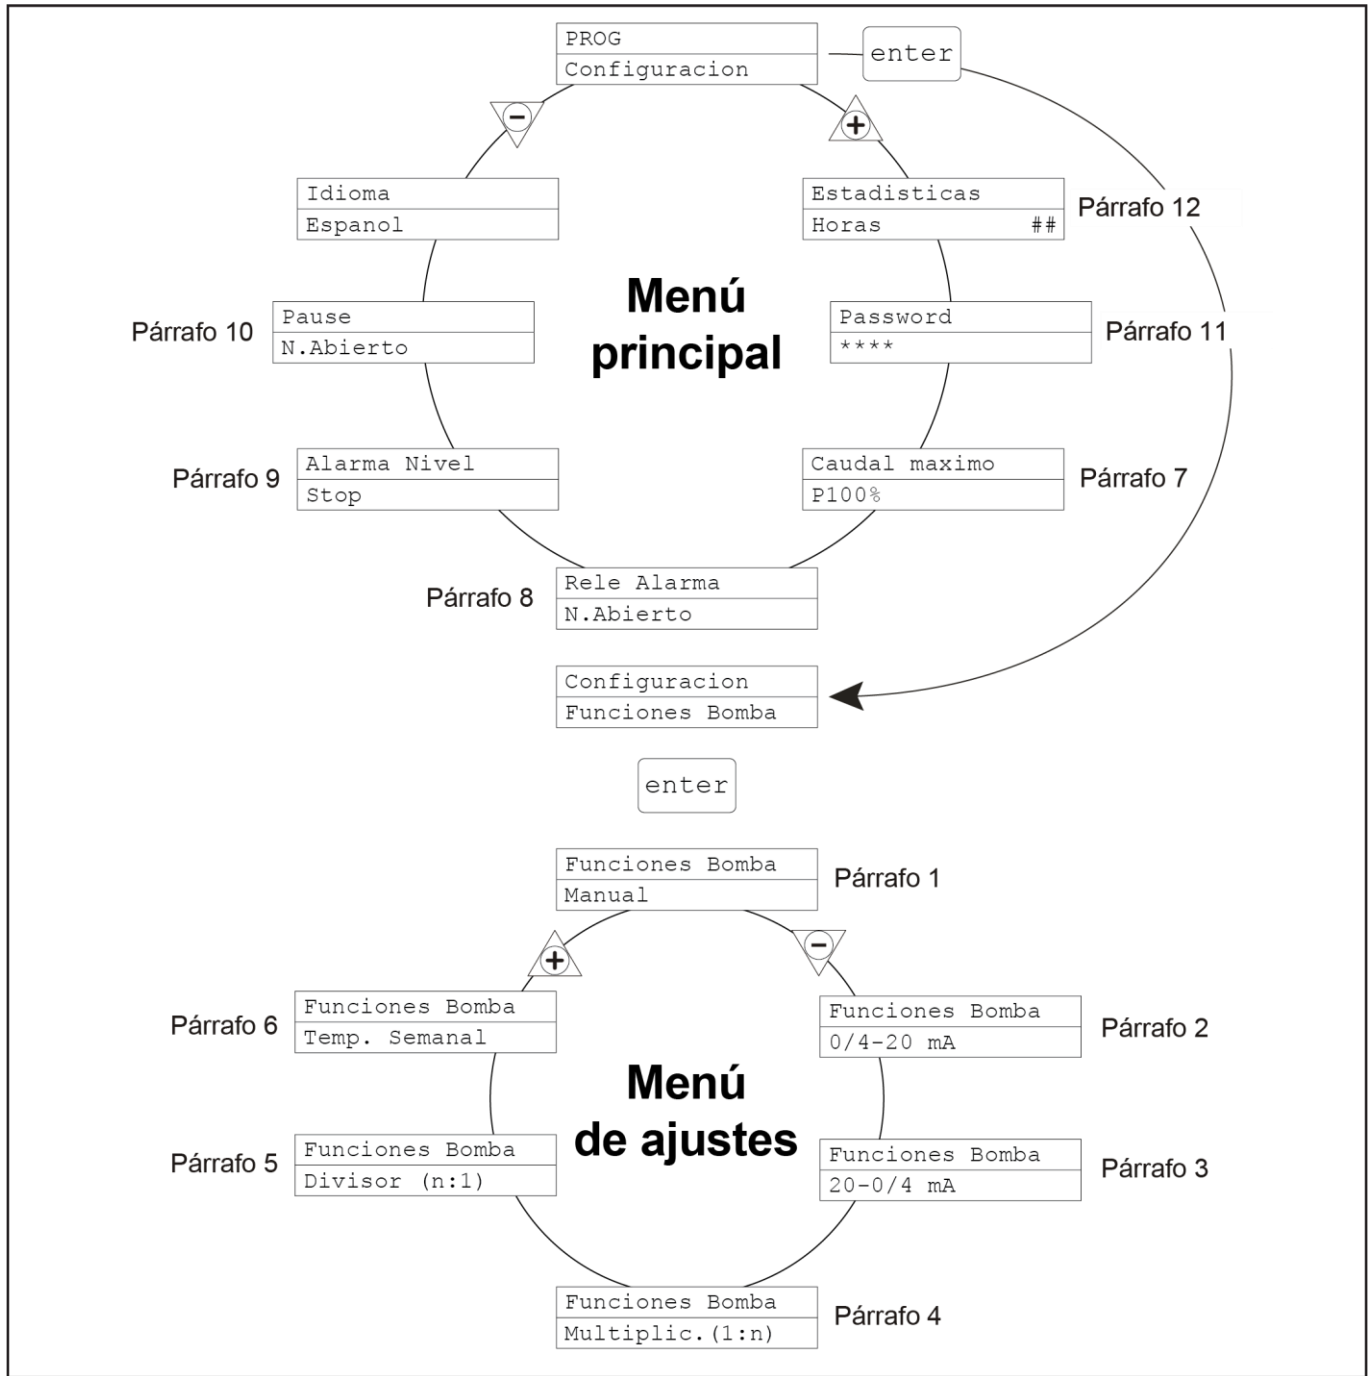 PROG
Configuracion
enter
Idioma
Espanol
Estadisticas
Horas ##
Párrafo 12
Menú
principal
Párrafo 10
Pause
N.Abierto
Password
****
Párrafo 11
Párrafo 9
Alarma Nivel
Stop
Caudal maximo
P100%
Párrafo 7
Párrafo 8
Rele Alarma
N.Abierto
Configuracion
Funciones Bomba
enter
Funciones Bomba
Manual
Párrafo 1
Párrafo 6
Funciones Bomba
Temp. Semanal
Funciones Bomba
0/4-20 mA
Párrafo 2
Menú
de ajustes
Párrafo 5
Funciones Bomba
Divisor (n:1)
Funciones Bomba
20-0/4 mA
Párrafo 3
Funciones Bomba
Multiplic.(1:n)
Párrafo 4